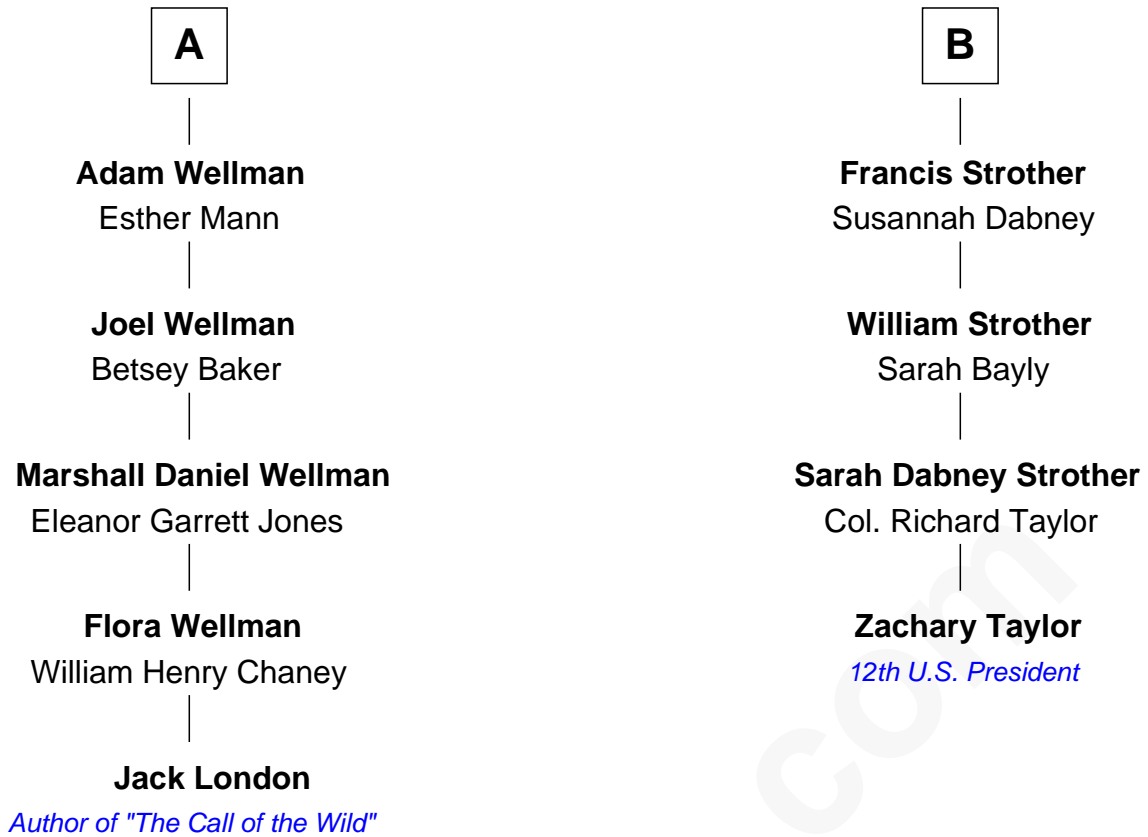 A
Adam Wellman
Esther Mann
Joel Wellman
Betsey Baker
Marshall Daniel Wellman
Eleanor Garrett Jones
Flora Wellman
William Henry Chaney
Jack London
Author of "The Call of the Wild"
B
Francis Strother
Susannah Dabney
William Strother
Sarah Bayly
Sarah Dabney Strother
Col. Richard Taylor
Zachary Taylor
12th U.S. President
com